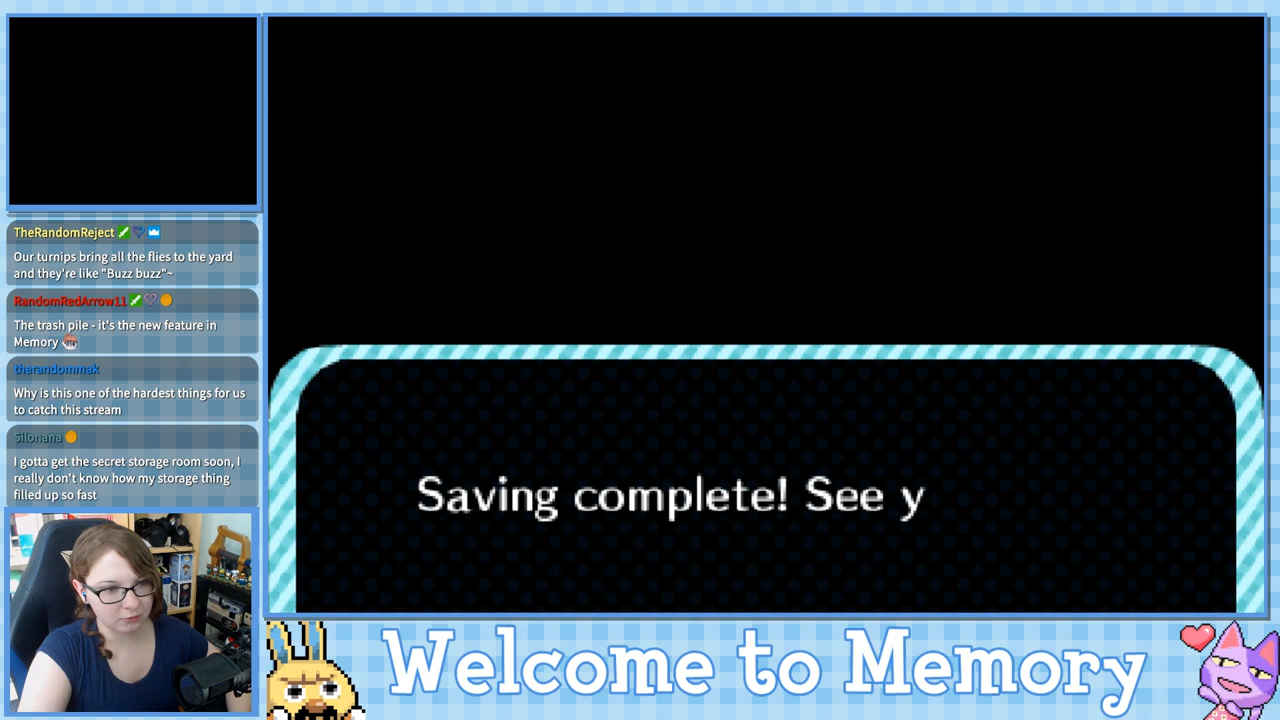 TheRandomReject
Our turnips bring all the flies to the yard
and they're like "Buzz buzz"~
RandomRedArrow11
The trash pile - it's the new feature in
Memory
therandommak
Why is this one of the hardest things for us
to catch this stream
Silonana
I gotta get the secret storage room soon, I
really don't know how my storage thing
filled up so fast
Saving complete! See y
Welcome to Memory